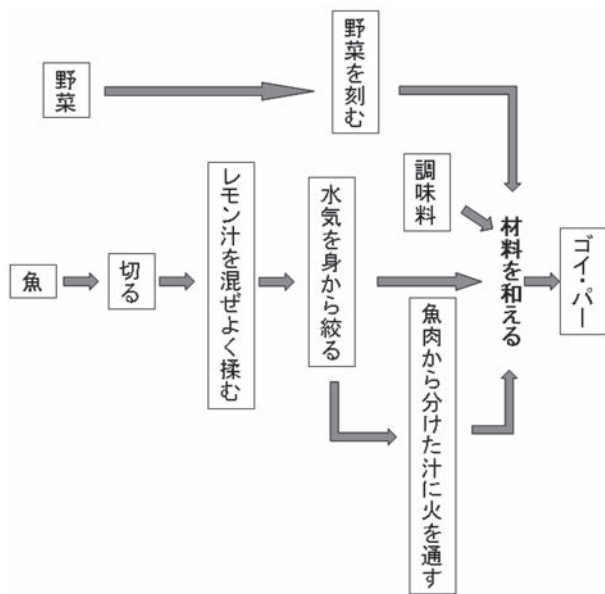 野菜
野菜を刻む
調味料
魚
切る
レモン汁を混ぜよく揉む
水気を身から絞る
魚肉から分けた汁に火を通す
材料を和える
ゴイ・パー